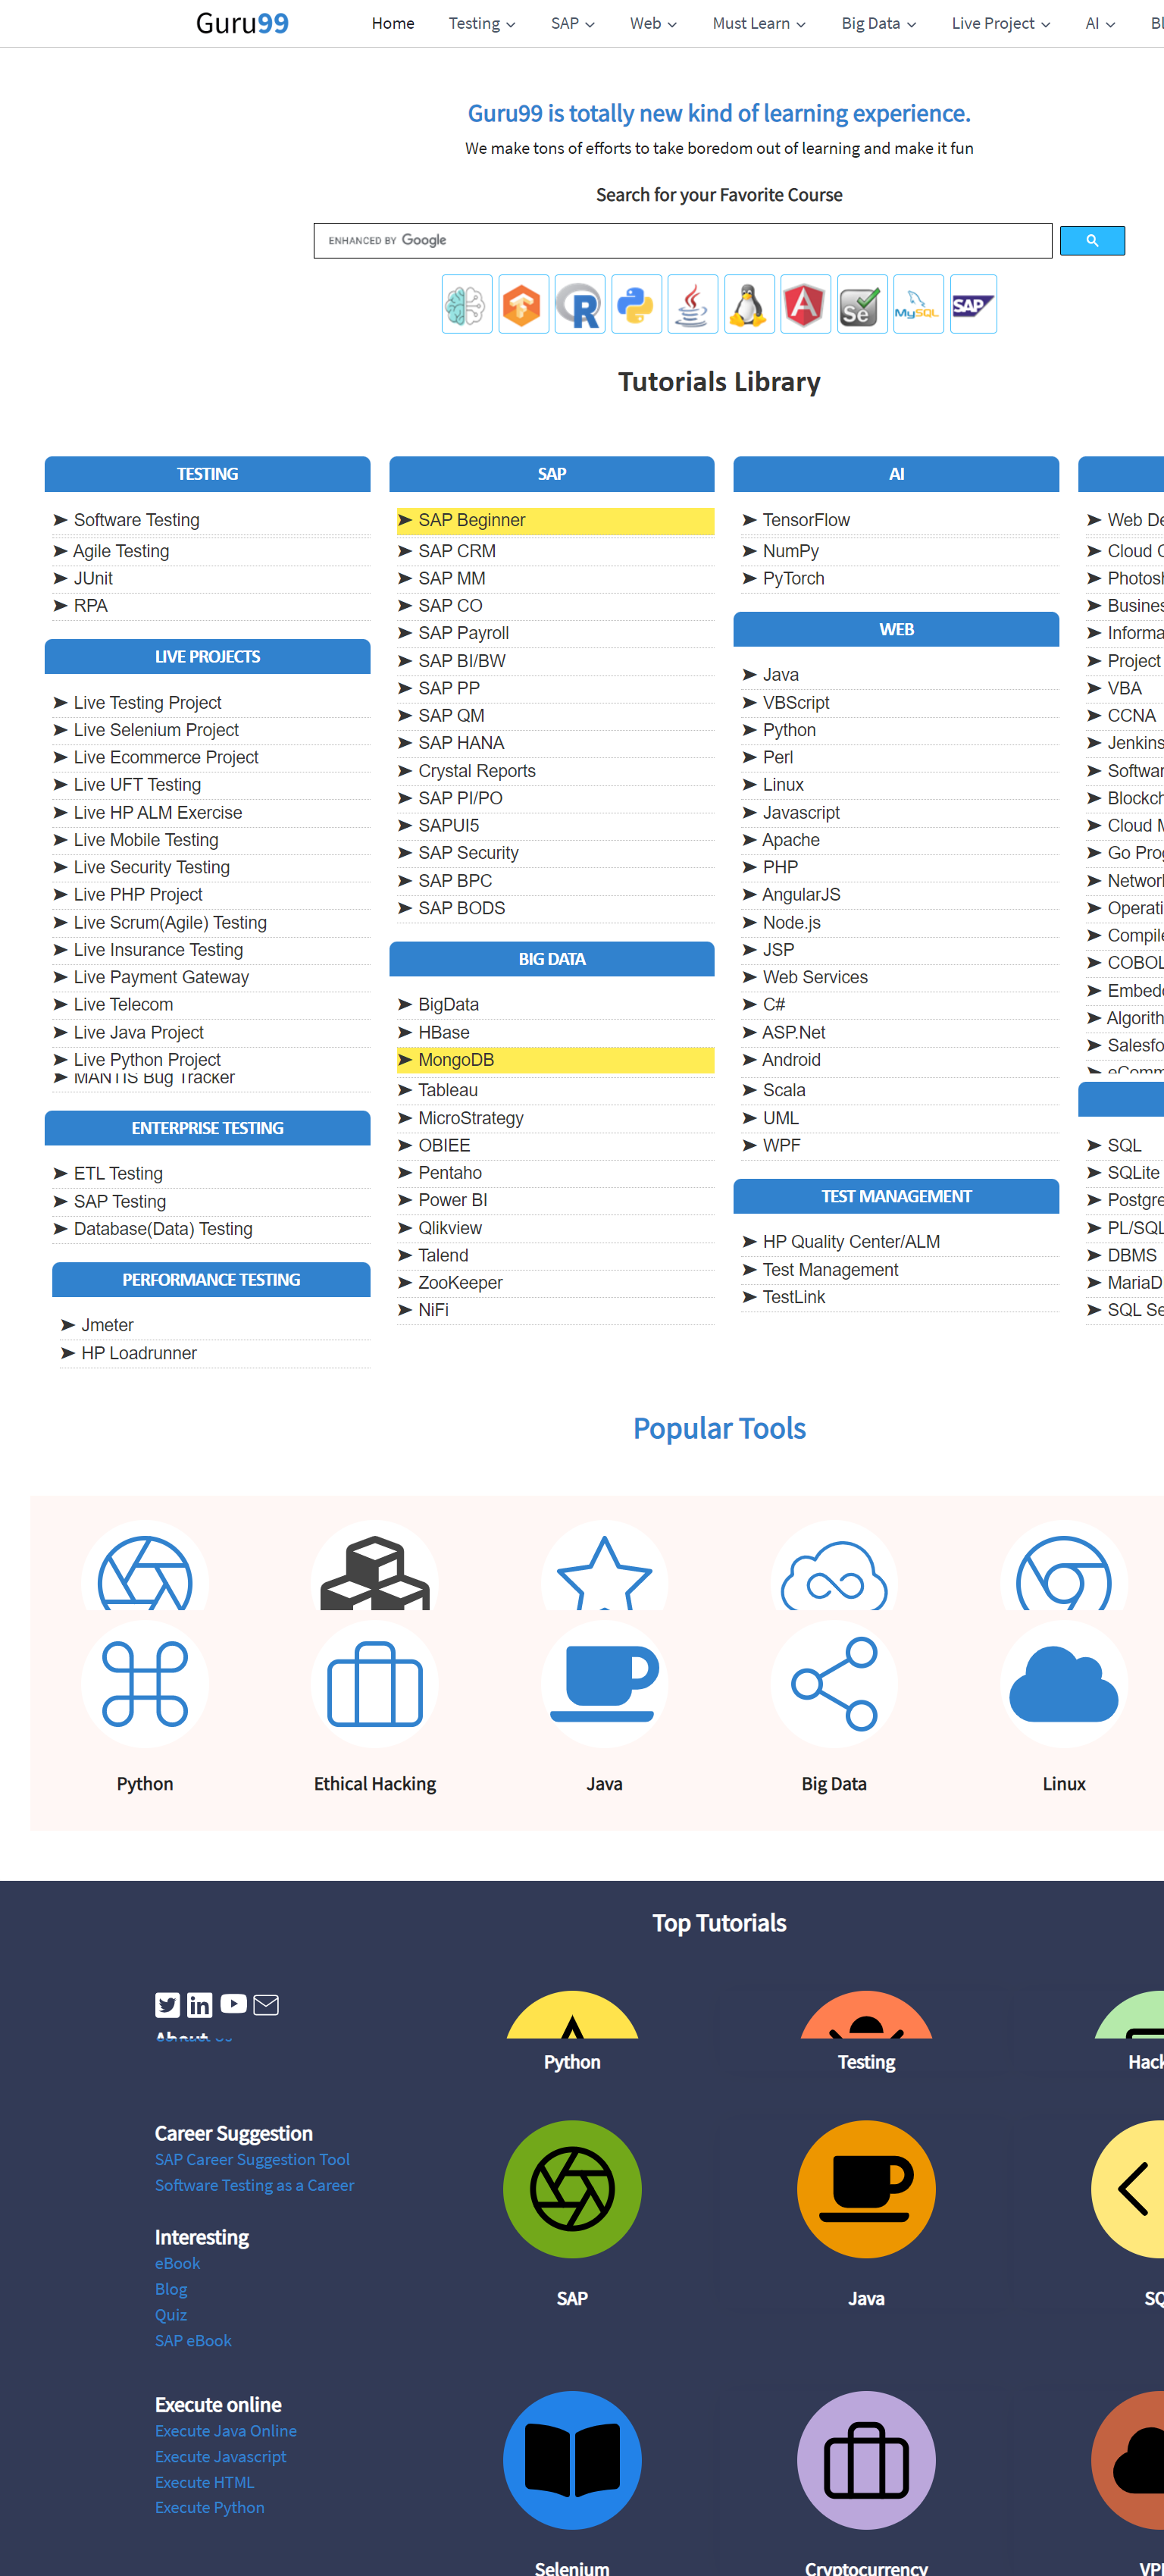 Guru99
Home Testing SAP Web Must Learn Big Data Live Project AI
Guru99 is totally new kind of learning experience.
We make tons of efforts to take boredom out of learning and make it fun
Search for your Favorite Course
ENHANCED BY Google
Se MySQL SAP
Tutorials Library
TESTING
➤ Software Testing
➤ Agile Testing
➤ JUnit
➤ RPA
LIVE PROJECTS
➤ Live Testing Project
➤ Live Selenium Project
➤ Live Ecommerce Project
➤ Live UFT Testing
➤ Live HP ALM Exercise
➤ Live Mobile Testing
➤ Live Security Testing
➤ Live PHP Project
➤ Live Scrum(Agile) Testing
➤ Live Insurance Testing
➤ Live Payment Gateway
➤ Live Telecom
➤ Live Java Project
➤ Live Python Project
➤ MANTIS Bug Tracker
ENTERPRISE TESTING
➤ ETL Testing
➤ SAP Testing
➤ Database(Data) Testing
PERFORMANCE TESTING
➤ Jmeter
➤ HP Loadrunner
SAP
➤ SAP Beginner
➤ SAP CRM
➤ SAP MM
➤ SAP CO
➤ SAP Payroll
➤ SAP BI/BW
➤ SAP PP
➤ SAP QM
➤ SAP HANA
➤ Crystal Reports
➤ SAP PI/PO
➤ SAPUI5
➤ SAP Security
➤ SAP BPC
➤ SAP BODS
BIG DATA
➤ BigData
➤ HBase
➤ MongoDB
➤ Tableau
➤ MicroStrategy
➤ OBIEE
➤ Pentaho
➤ Power BI
➤ Qlikview
➤ Talend
➤ ZooKeeper
➤ NiFi
AI
➤ TensorFlow
➤ NumPy
➤ PyTorch
WEB
➤ Java
➤ VBScript
➤ Python
➤ Perl
➤ Linux
➤ Javascript
➤ Apache
➤ PHP
➤ AngularJS
➤ Node.js
➤ JSP
➤ Web Services
➤ C#
➤ ASP.Net
➤ Android
➤ Scala
➤ UML
➤ WPF
TEST MANAGEMENT
➤ HP Quality Center/ALM
➤ Test Management
➤ TestLink
➤ Web
➤ Cloud
➤ Photosh
➤ Busines
➤ Informa
➤ Project
➤ VBA
➤ CCNA
➤ Jenkins
➤ Softwar
➤ Blockch
➤ Cloud
➤ Go
➤ Network
➤ Operati
➤ Compile
➤ COBOL
➤ Embed
➤ Algorith
➤ Salesfo
➤ SQL
➤ SQLite
➤ Postgre
➤ PL/SQL
➤ DBMS
➤ MariaD
➤ SQL Se
Popular Tools
Python
Ethical Hacking
Java
Big Data
Linux
Top Tutorials
About
Contact Us
Career Suggestion
SAP Career Suggestion Tool
Software Testing as a Career
Interesting
eBook
Blog
Quiz
SAP eBook
Execute online
Execute Java Online
Execute Javascript
Execute HTML
Execute Python
Python
Testing
Hack
SAP
Java
SQ
Selenium
Cryptocurrency
VP